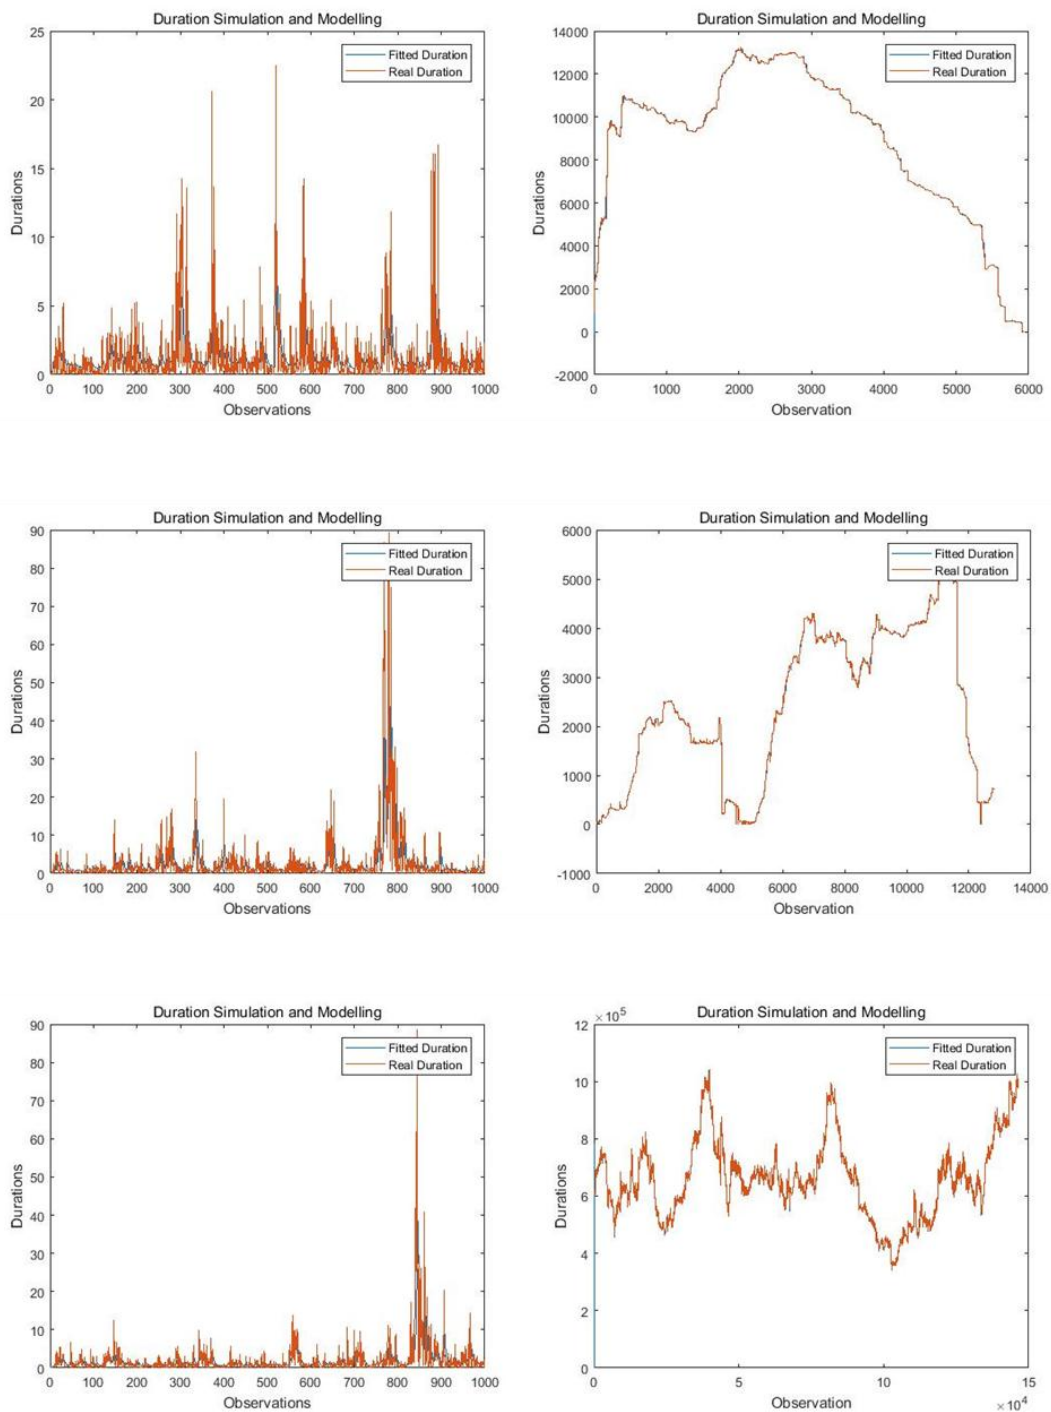 Duration Simulation and Modelling
25
20
15
10
5
0
Durations
Fitted Duration
Real Duration
0 100 200 300 400 500 600 700 800 900 1000
Observations
Duration Simulation and Modelling
14000
12000
10000
8000
6000
4000
2000
0
-2000
Durations
Fitted Duration
Real Duration
0 1000 2000 3000 4000 5000 6000
Observation
Duration Simulation and Modelling
90
80
70
60
50
40
30
20
10
0
Durations
Fitted Duration
Real Duration
0 100 200 300 400 500 600 700 800 900 1000
Observations
Duration Simulation and Modelling
6000
5000
4000
3000
2000
1000
0
-1000
Durations
Fitted Duration
Real Duration
0 2000 4000 6000 8000 10000 12000 14000
Observation
Duration Simulation and Modelling
90
80
70
60
50
40
30
20
10
0
Durations
Fitted Duration
Real Duration
0 100 200 300 400 500 600 700 800 900 1000
Observations
Duration Simulation and Modelling
× 10^5
12
10
8
6
4
2
0
Durations
Fitted Duration
Real Duration
0 5 10 15
Observation
× 10^4